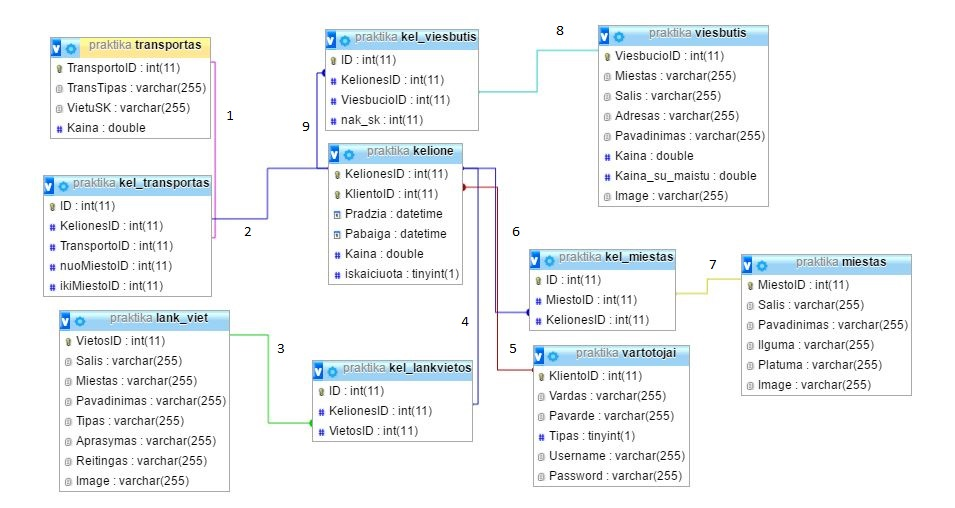 praktika transportas
TransportoID : int(11)
TransTipas : varchar(255)
VietuSK : varchar(255)
Kaina : double
1
praktika kel_transportas
ID : int(11)
KelionesID : int(11)
TransportoID : int(11)
nuoMiestoID : int(11)
ikiMiestoID : int(11)
2
praktika lank_viet
VietosID : int(11)
Salis : varchar(255)
Miestas : varchar(255)
Pavadinimas : varchar(255)
Tipas : varchar(255)
Aprasymas : varchar(255)
Reitingas : varchar(255)
Image : varchar(255)
3
praktika kel_viesbutis
ID : int(11)
KelionesID : int(11)
ViesbucioID : int(11)
nak_sk : int(11)
9
praktika kelione
KelionesID : int(11)
KlientoID : int(11)
Pradzia : datetime
Pabaiga : datetime
Kaina : double
iskaiciuota : tinyint(1)
4
praktika kel_lankvietos
ID : int(11)
KelionesID : int(11)
VietosID : int(11)
8
praktika viesbutis
ViesbucioID : int(11)
Miestas : varchar(255)
Salis : varchar(255)
Adresas : varchar(255)
Pavadinimas : varchar(255)
Kaina : double
Kaina_su_maistu : double
Image : varchar(255)
6
praktika kel_miestas
ID : int(11)
MiestoID : int(11)
KelionesID : int(11)
7
5
praktika vartotojai
KlientoID : int(11)
Vardas : varchar(255)
Pavarde : varchar(255)
Tipas : tinyint(1)
Username : varchar(255)
Password : varchar(255)
praktika miestas
MiestoID : int(11)
Salis : varchar(255)
Pavadinimas : varchar(255)
Ilguma : varchar(255)
Platuma : varchar(255)
Image : varchar(255)